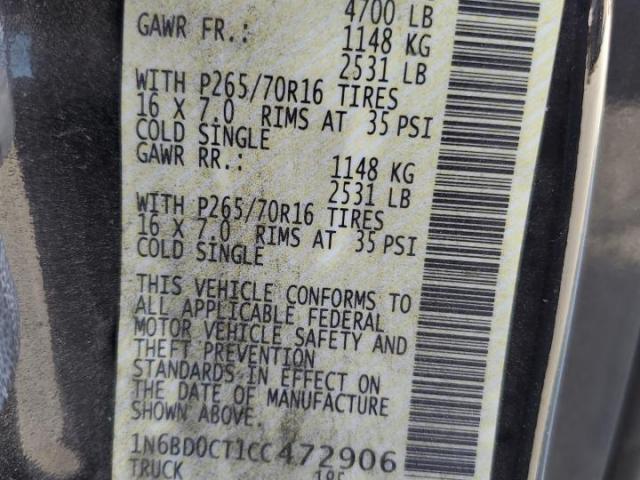 4700 LB
GAWR FR.: 1148 KG
2531 LB
WITH P265/70R16 TIRES
16 X 7.0 RIMS AT 35 PSI
COLD SINGLE
GAWR RR.: 1148 KG
2531 LB
WITH P265/70R16 TIRES
16 X 7.0 RIMS AT 35 PSI
COLD SINGLE
THIS VEHICLE CONFORMS TO
ALL APPLICABLE FEDERAL
MOTOR VEHICLE SAFETY AND
THEFT PREVENTION
STANDARDS IN EFFECT ON
THE DATE OF MANUFACTURE
SHOWN ABOVE.
1N6BD0CT1CC472906
TRUCK